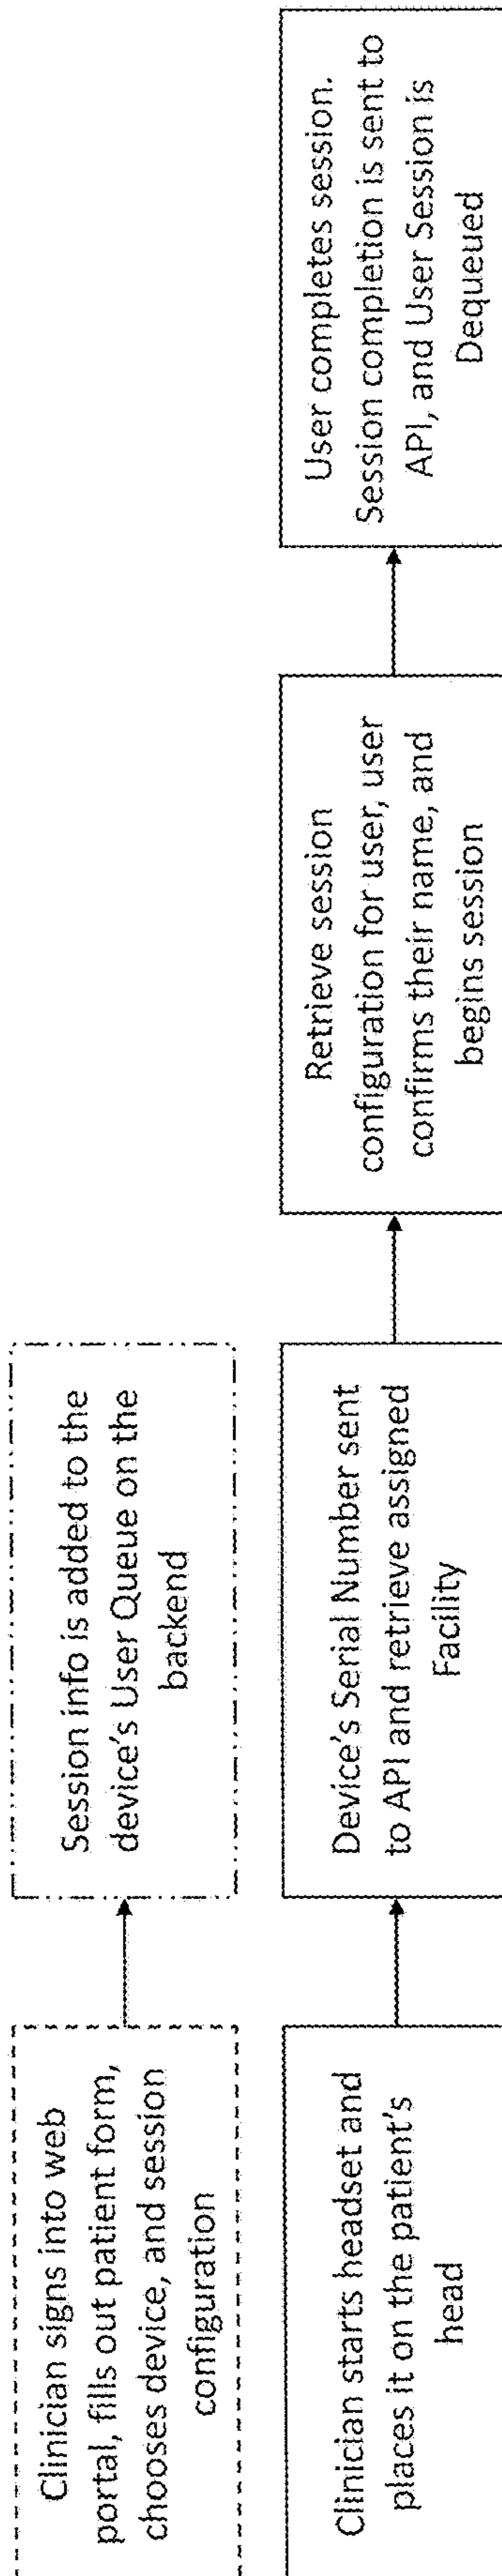 Clinician signs into web
portal, fills out patient form,
chooses device, and session
configuration
Session info is added to the
device's User Queue on the
backend
Clinician starts headset and
places it on the patient's
head
Device's Serial Number sent
to API and retrieve assigned
Facility
Retrieve session
configuration for user, user
confirms their name, and
begins session
User completes session.
Session completion is sent to
API, and User Session is
Dequeued